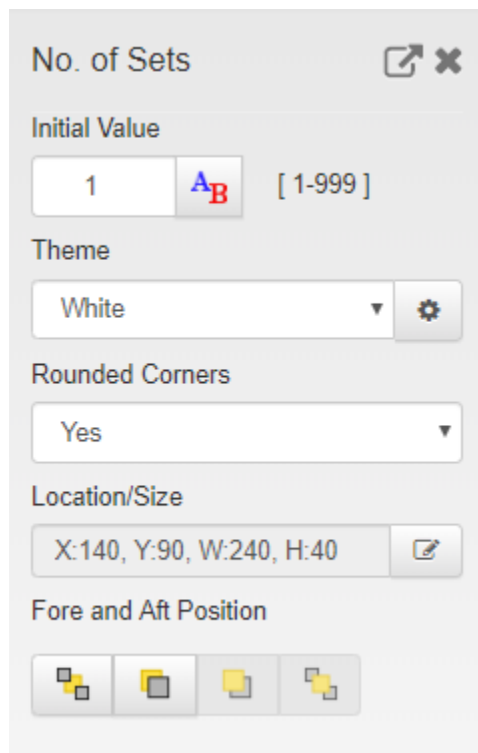 No. of Sets
Initial Value
1 AB [ 1-999 ]
Theme
White
Rounded Corners
Yes
Location/Size
X:140, Y:90, W:240, H:40
Fore and Aft Position